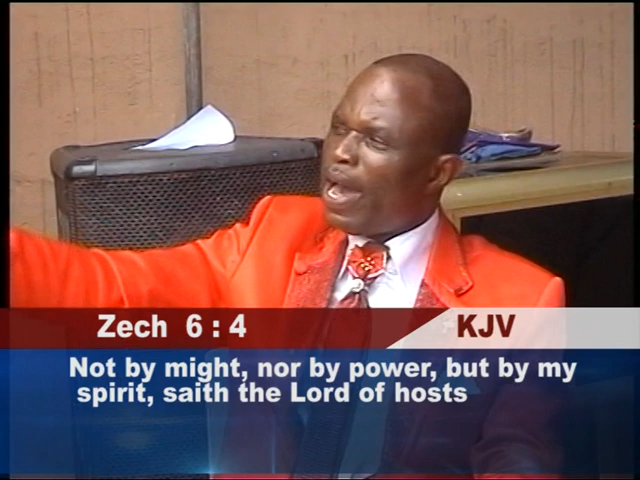 Zech 6 : 4 KJV
Not by might, nor by power, but by my
spirit, saith the Lord of hosts